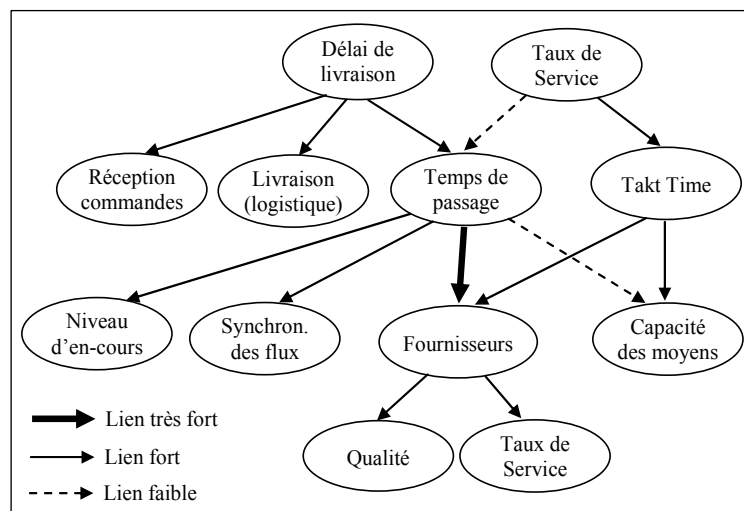 Délai de
livraison
Taux de
Service
Réception
commandes
Livraison
(logistique)
Temps de
passage
Takt Time
Niveau
d'en-cours
Synchron.
des flux
Fournisseurs
Capacité
des moyens
Lien très fort
Lien fort
Lien faible
Qualité
Taux de
Service